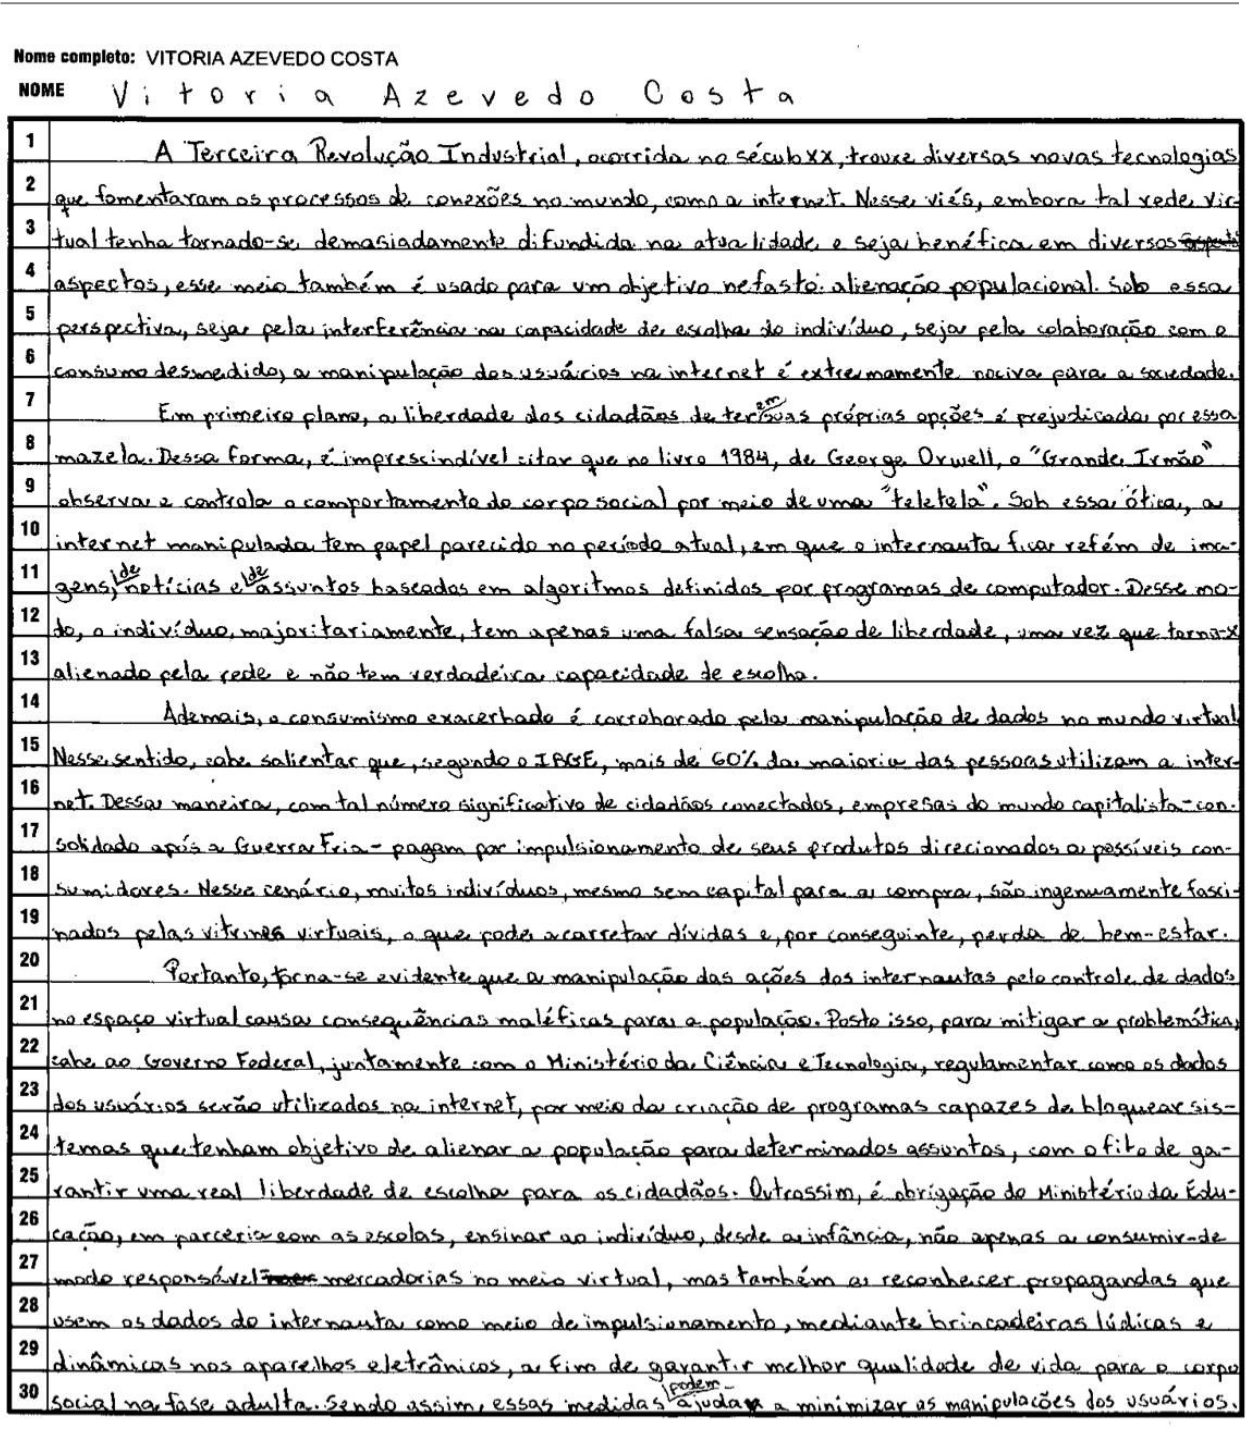 Nome completo: VITORIA AZEVEDO COSTA
NOME Vitoria Azevedo Costa
1 A Terceira Revolução Industrial, ocorrida no século XX, trouxe diversas novas tecnologias
2 que fomentaram os processos de conexões no mundo, como a internet. Nesse viés, embora tal rede vir-
3 tual tenha tornado-se demasiadamente difundida na atualidade e seja benéfica em diversos
4 aspectos, esse meio também é usado para um objetivo nefasto: alienação populacional. Sob essa
5 perspectiva, seja pela interferência na capacidade de escolha do indivíduo, seja pela colaboração com o
6 consumo desmedido, a manipulação dos usuários na internet é extremamente nociva para a sociedade.
7 Em primeiro plano, a liberdade dos cidadãos de terem suas próprias opções é prejudicada por essa
8 mazela. Dessa forma, é imprescindível citar que no livro 1984, de George Orwell, o "Grande Irmão"
9 observa e controla o comportamento do corpo social por meio de uma "teletela". Sob essa ótica, a
10 internet manipulada tem papel parecido no período atual, em que o internauta fica refém de ima-
11 gens, de notícias e de assuntos baseados em algoritmos definidos por programas de computador. Desse mo-
12 do, o indivíduo, majoritariamente, tem apenas uma falsa sensação de liberdade, uma vez que torna-se
13 alienado pela rede e não tem verdadeira capacidade de escolha.
14 Ademais, o consumismo exacerbado é corroborado pela manipulação de dados no mundo virtual
15 Nesse sentido, cabe salientar que, segundo o IBGE, mais de 60% da maioria das pessoas utilizam a inter-
16 net. Dessa maneira, com tal número significativo de cidadãos conectados, empresas do mundo capitalista - con-
17 solidado após a Guerra Fria - pagam por impulsionamento de seus produtos direcionados a possíveis con-
18 sumidores. Nesse cenário, muitos indivíduos, mesmo sem capital para a compra, são ingenuamente fasci-
19 nados pelas vitrines virtuais, o que pode acarretar dívidas e, por conseguinte, perda de bem-estar.
20 Portanto, torna-se evidente que a manipulação das ações dos internautas pelo controle de dados
21 no espaço virtual causa consequências maléficas para a população. Posto isso, para mitigar a problemática,
22 cabe ao Governo Federal, juntamente com o Ministério da Ciência e Tecnologia, regulamentar como os dados
23 dos usuários serão utilizados na internet, por meio da criação de programas capazes de bloquear sis-
24 temas que tenham objetivo de alienar a população para determinados assuntos, com o fito de ga-
25 rantir uma real liberdade de escolha para os cidadãos. Outrossim, é obrigação do Ministério da Edu-
26 cação, em parceria com as escolas, ensinar ao indivíduo, desde a infância, não apenas a consumir de
27 modo responsável mercadorias no meio virtual, mas também a reconhecer propagandas que
28 usem os dados do internauta como meio de impulsionamento, mediante brincadeiras lúdicas e
29 dinâmicas nos aparelhos eletrônicos, a fim de garantir melhor qualidade de vida para o corpo
30 social na fase adulta. Sendo assim, essas medidas podem ajudar a minimizar as manipulações dos usuários.